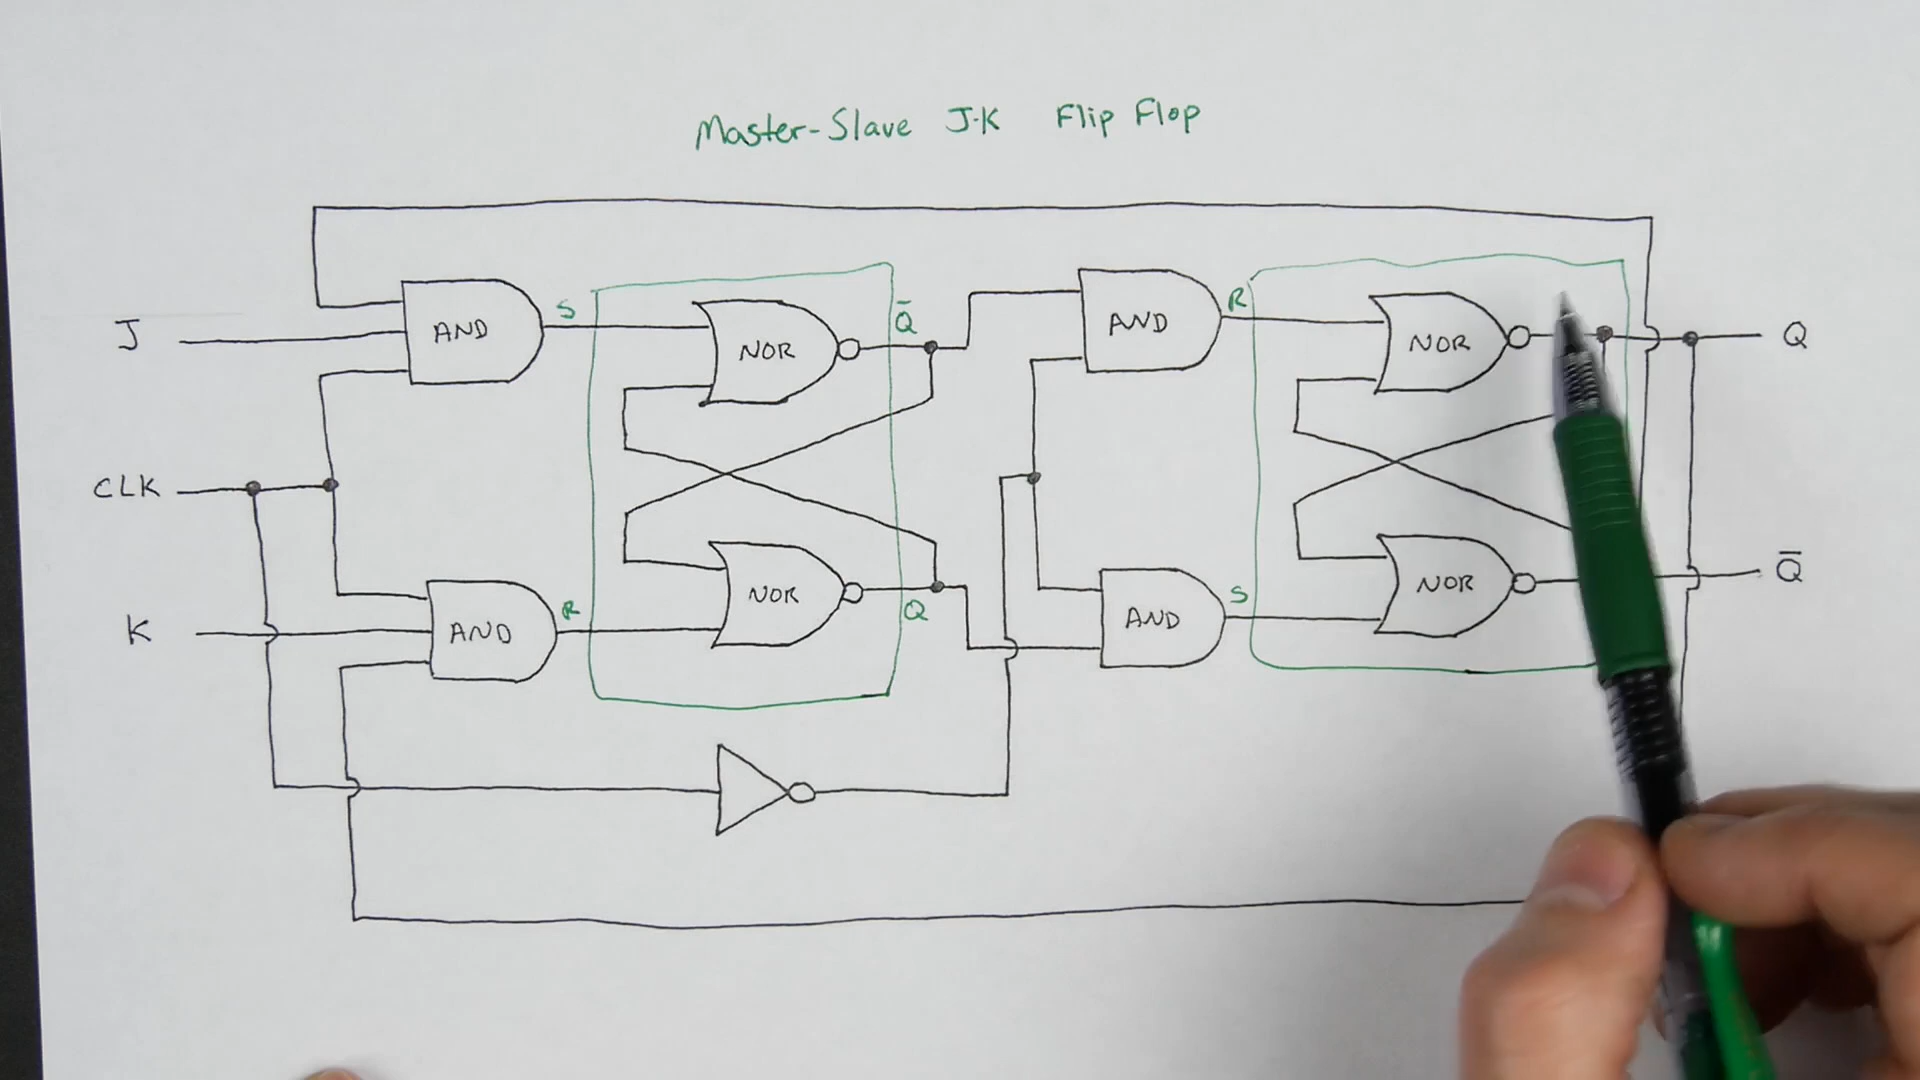 Master-Slave J-K Flip Flop
J
AND
S
NOR
Q̅
AND
R
NOR
Q
CLK
K
AND
R
NOR
Q
AND
S
NOR
Q̅